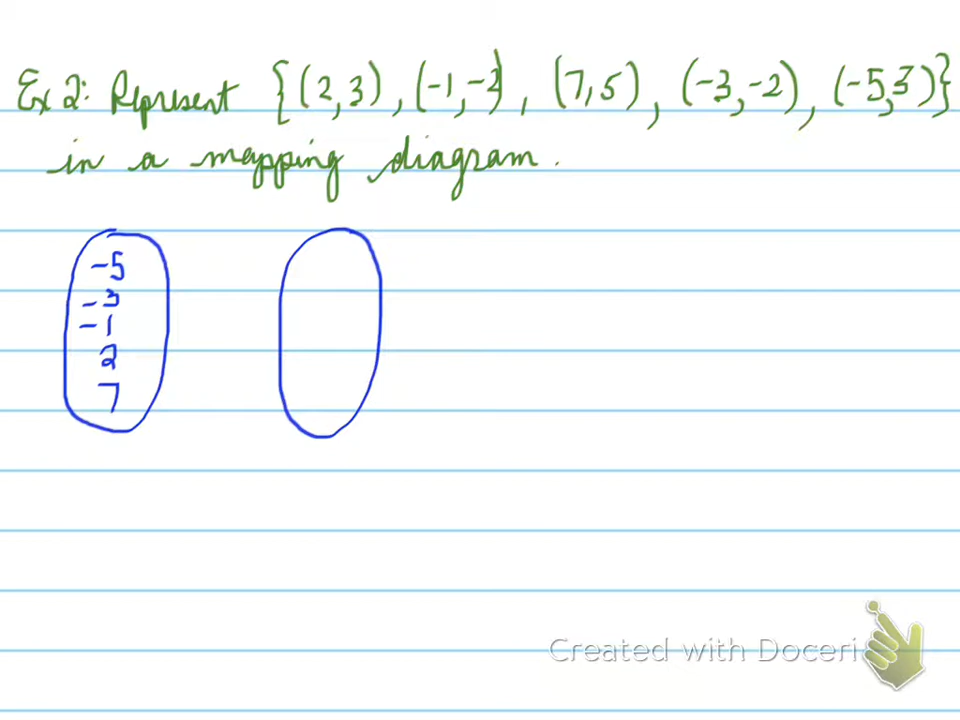 Ex 2: Represent {(2,3), (-1,-2), (7,5), (-3,-2), (-5,3)}
in a mapping diagram.
-5
-3
-1
2
7
Created with Doceri